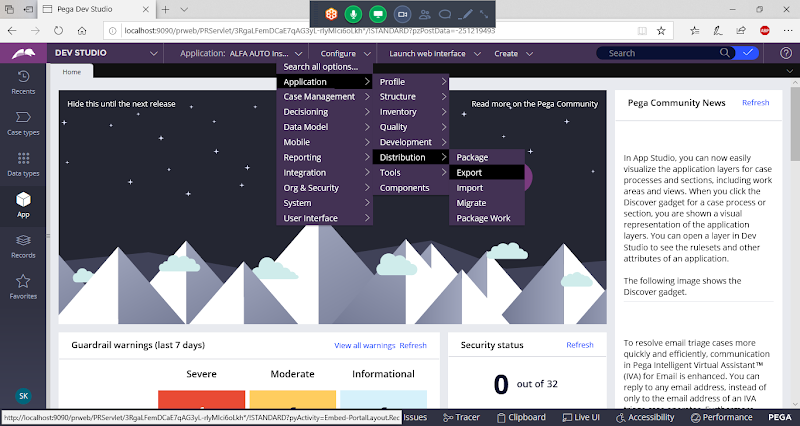 Pega Dev Studio
localhost:9090/prweb/PRServlet/3RgaLFemDCaE7qAG3yL-rlyMlci6oLkh*/!STANDARD?pzPostData=-251219493
DEV STUDIO
Application: ALFA AUTO Ins...
Configure
Launch web interface
Create
Search
Home
Recents
Case types
Data types
App
Records
Favorites
SK
Hide this until the next release
Read more on the Pega Community
Search all options...
Application
Case Management
Decisioning
Data Model
Mobile
Reporting
Integration
Org & Security
System
User Interface
Profile
Structure
Inventory
Quality
Development
Distribution
Tools
Components
Package
Export
Import
Migrate
Package Work
Guardrail warnings (last 7 days)
View all warnings Refresh
Severe
Moderate
Informational
Security status
Refresh
0 out of 32
Pega Community News
Refresh
In App Studio, you can now easily
visualize the application layers for case
processes and sections, including work
areas and views. When you click the
Discover gadget for a case process or
section, you are shown a visual
representation of the application
layers. You can open a layer in Dev
Studio to see the rulesets and other
attributes of an application.
The following image shows the
Discover gadget.
To resolve email triage cases more
quickly and efficiently, communication
in Pega Intelligent Virtual Assistant™
(IVA) for Email is enhanced. You can
reply to any email address, instead of
only to the email address of an IVA
http://localhost:9090/prweb/PRServlet/3RgaLFemDCaE7qAG3yL-rlyMlci6oLkh*/!STANDARD?pyActivity=Embed-PortalLayout.Rec
Issues
Tracer
Clipboard
Live UI
Accessibility
Performance
PEGA